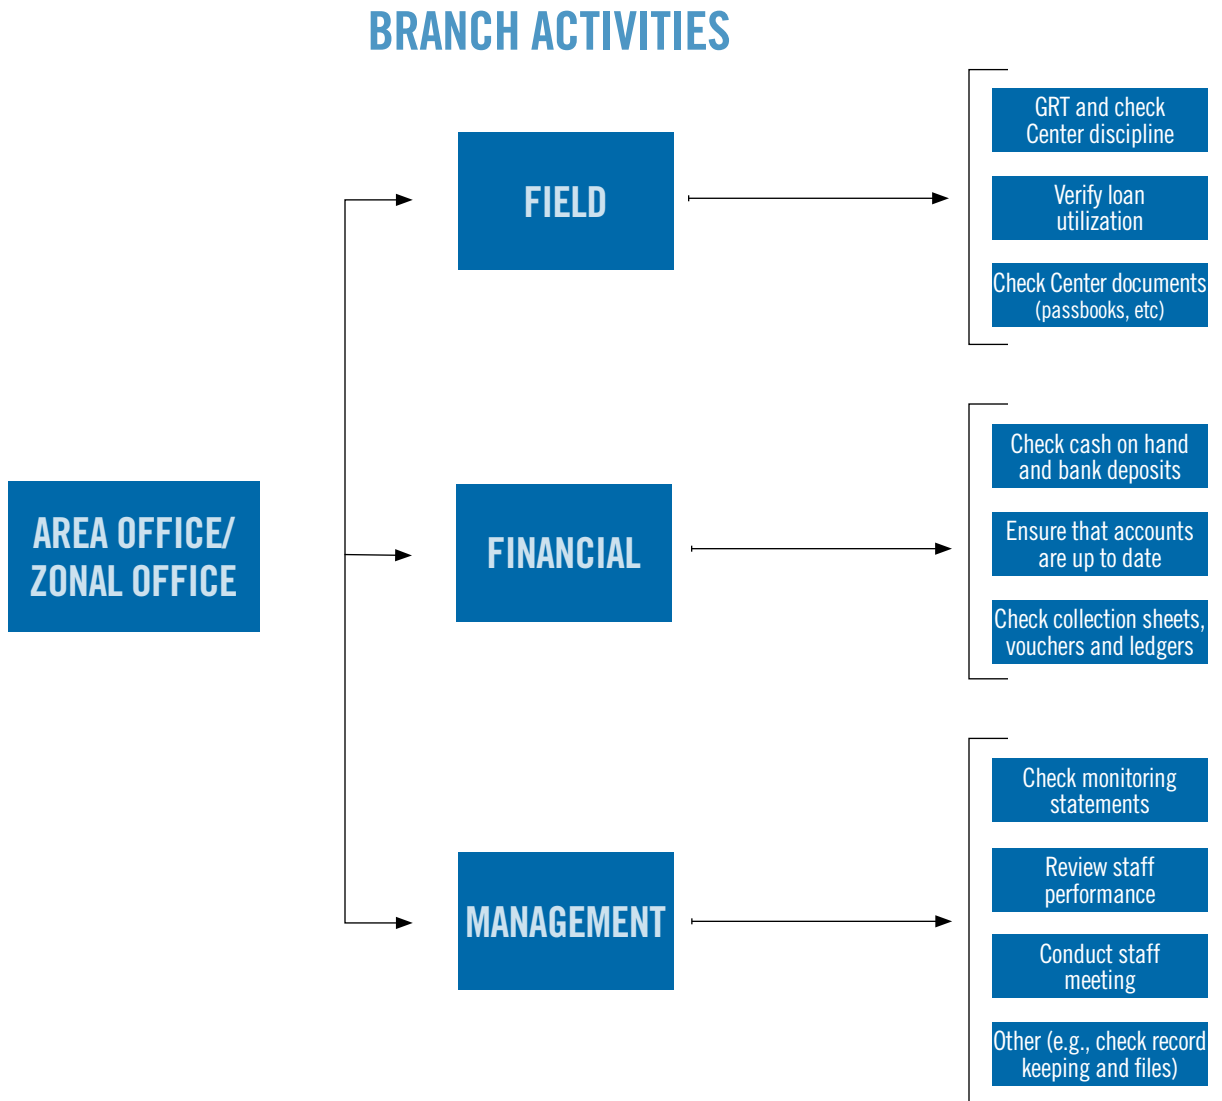 BRANCH ACTIVITIES
AREA OFFICE/
ZONAL OFFICE
FIELD
GRT and check
Center discipline
Verify loan
utilization
Check Center documents
(passbooks, etc)
FINANCIAL
Check cash on hand
and bank deposits
Ensure that accounts
are up to date
Check collection sheets,
vouchers and ledgers
MANAGEMENT
Check monitoring
statements
Review staff
performance
Conduct staff
meeting
Other (e.g., check record
keeping and files)